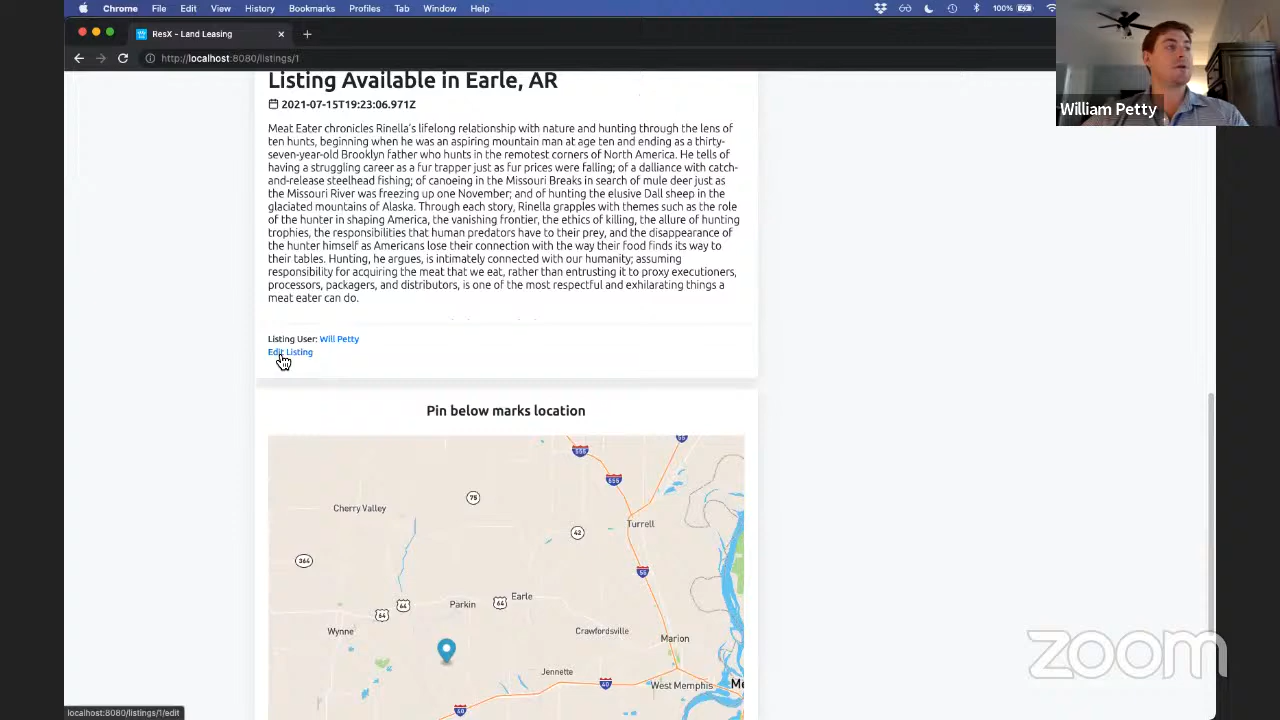 Chrome File Edit View History Bookmarks Profiles Tab Window Help
100%
ResX - Land Leasing
http://localhost:8080/listings/1
William Petty
Listing Available in Earle, AR
2021-07-15T19:23:06.971Z
Meat Eater chronicles Rinella's lifelong relationship with nature and hunting through the lens of
ten hunts, beginning when he was an aspiring mountain man at age ten and ending as a thirty-
seven-year-old Brooklyn father who hunts in the remotest corners of North America. He tells of
having a struggling career as a fur trapper just as fur prices were falling; of a dalliance with catch-
and-release steelhead fishing; of canoeing in the Missouri Breaks in search of mule deer just as
the Missouri River was freezing up one November; and of hunting the elusive Dall sheep in the
glaciated mountains of Alaska. Through each story, Rinella grapples with themes such as the role
of the hunter in shaping America, the vanishing frontier, the ethics of killing, the allure of hunting
trophies, the responsibilities that human predators have to their prey, and the disappearance of
the hunter himself as Americans lose their connection with the way their food finds its way to
their tables. Hunting, he argues, is intimately connected with our humanity; assuming
responsibility for acquiring the meat that we eat, rather than entrusting it to proxy executioners,
processors, packagers, and distributors, is one of the most respectful and exhilarating things a
meat eater can do.
Listing User: Will Petty
Edit Listing
Pin below marks location
555
555
75
Cherry Valley
Turrell
42
364
55
64
Earle
Parkin
64
64
Wynne
Crawfordsville
Marion
Jennette
40
West Memphis
Me
40
zoom
localhost:8080/listings/1/edit